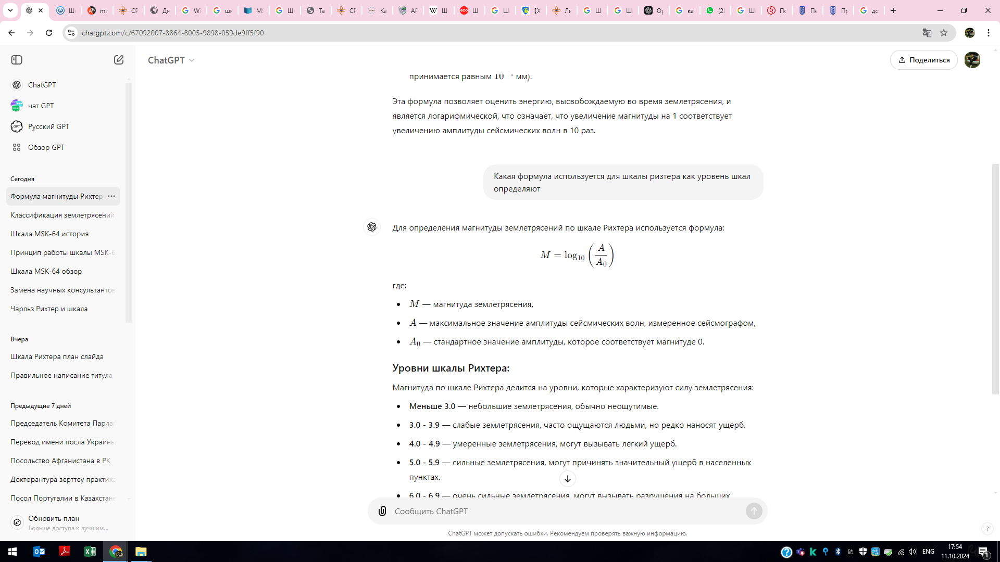 chatgpt.com/c/67092007-8864-8005-9898-059de9ff5f90
ChatGPT
Поделиться
ChatGPT
чат GPT
Русский GPT
Обзор GPT
Сегодня
Формула магнитуды Рихтер
Классификация землетрясений
Шкала MSK-64 история
Принцип работы шкалы MSK-6
Шкала MSK-64 обзор
Замена научных консультантов
Чарльз Рихтер и шкала
Вчера
Шкала Рихтера план слайда
Правильное написание титула
Предыдущие 7 дней
Председатель Комитета Парлам
Перевод имени посла Украины
Посольство Афганистана в РК
Докторантура зерттеу практика
Посол Португалии в Казахстане
Обновить план
Больше доступа к лучшим...
принимается равным 10 мм).
Эта формула позволяет оценить энергию, высвобождаемую во время землетрясения, и
является логарифмической, что означает, что увеличение магнитуды на 1 соответствует
увеличению амплитуды сейсмических волн в 10 раз.
Какая формула используется для шкалы ризтера как уровень шкал
определяют
Для определения магнитуды землетрясений по шкале Рихтера используется формула:
M = log₁₀ (A/A₀)
где:
• M — магнитуда землетрясения,
• A — максимальное значение амплитуды сейсмических волн, измеренное сейсмографом,
• A₀ — стандартное значение амплитуды, которое соответствует магнитуде 0.
Уровни шкалы Рихтера:
Магнитуда по шкале Рихтера делится на уровни, которые характеризуют силу землетрясения:
• Меньше 3.0 — небольшие землетрясения, обычно неощутимые.
• 3.0 - 3.9 — слабые землетрясения, часто ощущаются людьми, но редко наносят ущерб.
• 4.0 - 4.9 — умеренные землетрясения, могут вызывать легкий ущерб.
• 5.0 - 5.9 — сильные землетрясения, могут причинять значительный ущерб в населенных
пунктах.
• 6.0 - 6.9 — очень сильные землетрясения, могут вызывать разрушения на больших
Сообщить ChatGPT
ChatGPT может допускать ошибки. Рекомендуем проверять важную информацию.
?
ENG
17:54
11.10.2024
1